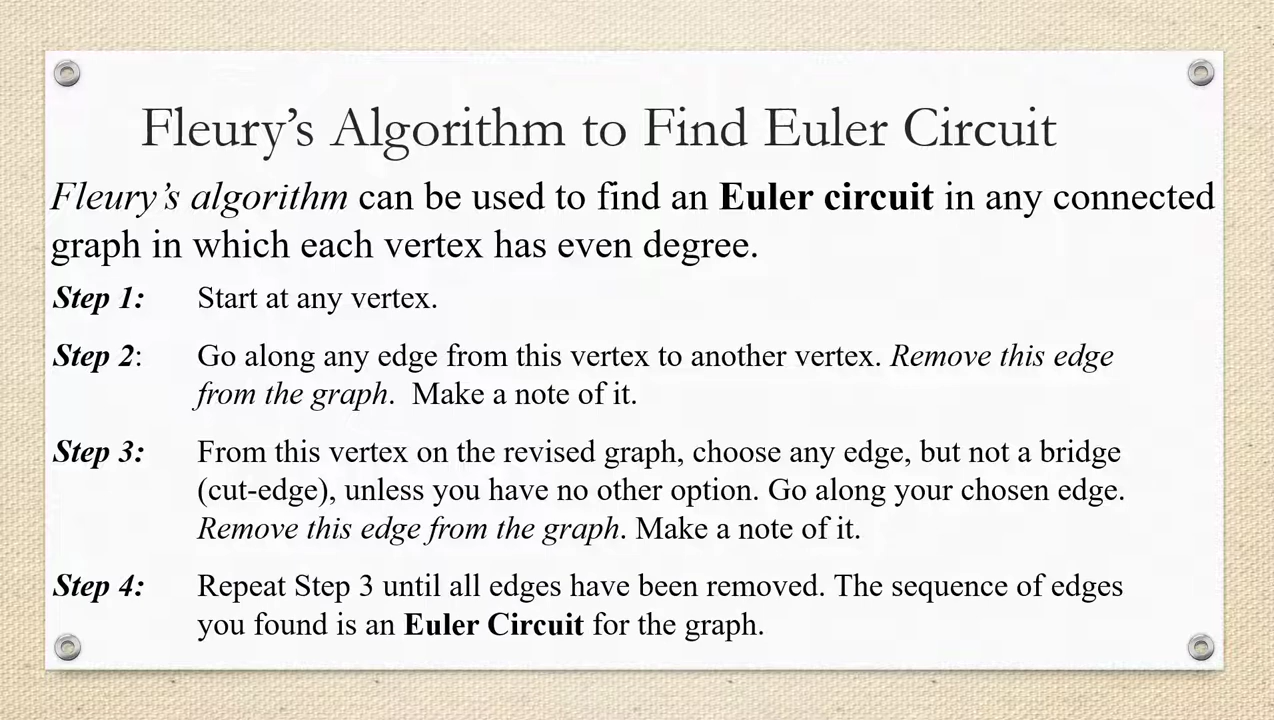 Fleury’s Algorithm to Find Euler Circuit
Fleury’s algorithm can be used to find an Euler circuit in any connected
graph in which each vertex has even degree.
Step 1: Start at any vertex.
Step 2: Go along any edge from this vertex to another vertex. Remove this edge
from the graph. Make a note of it.
Step 3: From this vertex on the revised graph, choose any edge, but not a bridge
(cut-edge), unless you have no other option. Go along your chosen edge.
Remove this edge from the graph. Make a note of it.
Step 4: Repeat Step 3 until all edges have been removed. The sequence of edges
you found is an Euler Circuit for the graph.